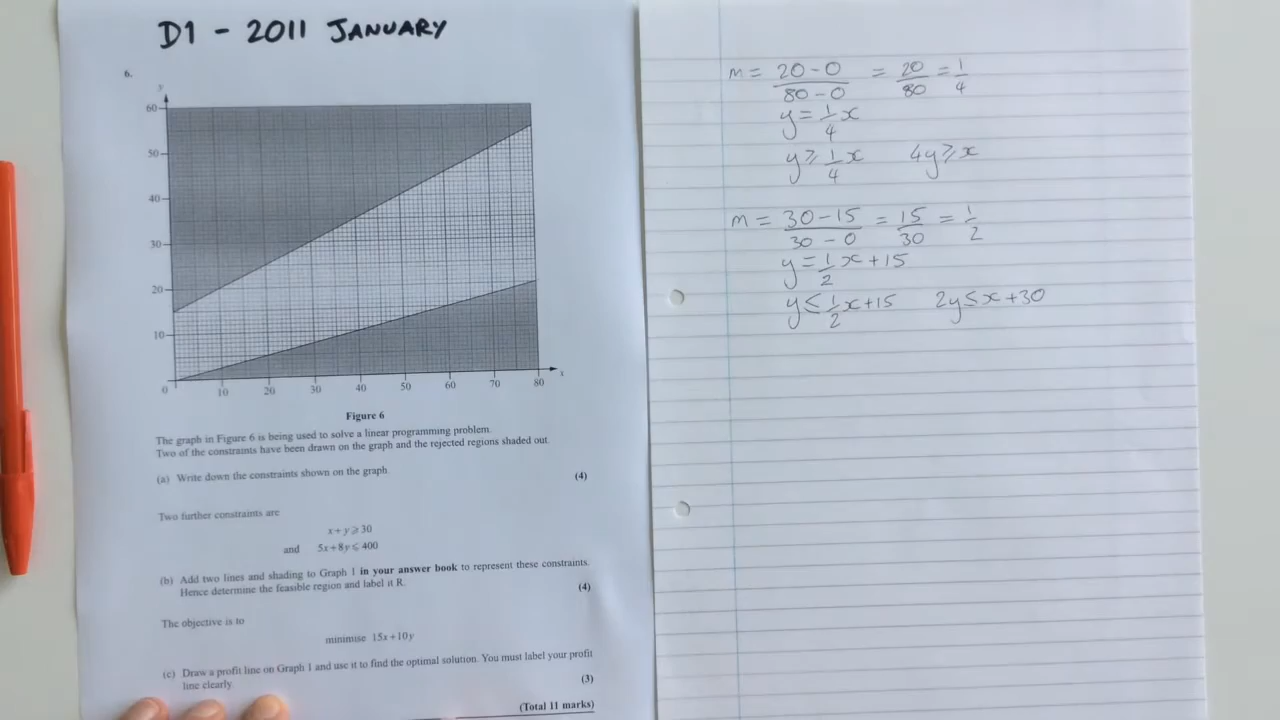 D1 - 2011 JANUARY
6.
y
60
50
40
30
20
10
0
10 20 30 40 50 60 70 80 x
Figure 6
The graph in Figure 6 is being used to solve a linear programming problem.
Two of the constraints have been drawn on the graph and the rejected regions shaded out.
(a) Write down the constraints shown on the graph
(4)
Two further constraints are
x + y ⩾ 30
and 5x + 8y ⩽ 400
(b) Add two lines and shading to Graph 1 in your answer book to represent these constraints.
Hence determine the feasible region and label it R.
(4)
The objective is to
minimise 15x + 10y
(c) Draw a profit line on Graph 1 and use it to find the optimal solution. You must label your profit
line clearly.
(3)
(Total 11 marks)
m = 20-0 / 80-0 = 20/80 = 1/4
y = 1/4 x
y ⩾ 1/4 x 4y ⩾ x
m = 30-15 / 30-0 = 15/30 = 1/2
y = 1/2 x + 15
y ≤ 1/2 x + 15 2y ≤ x + 30